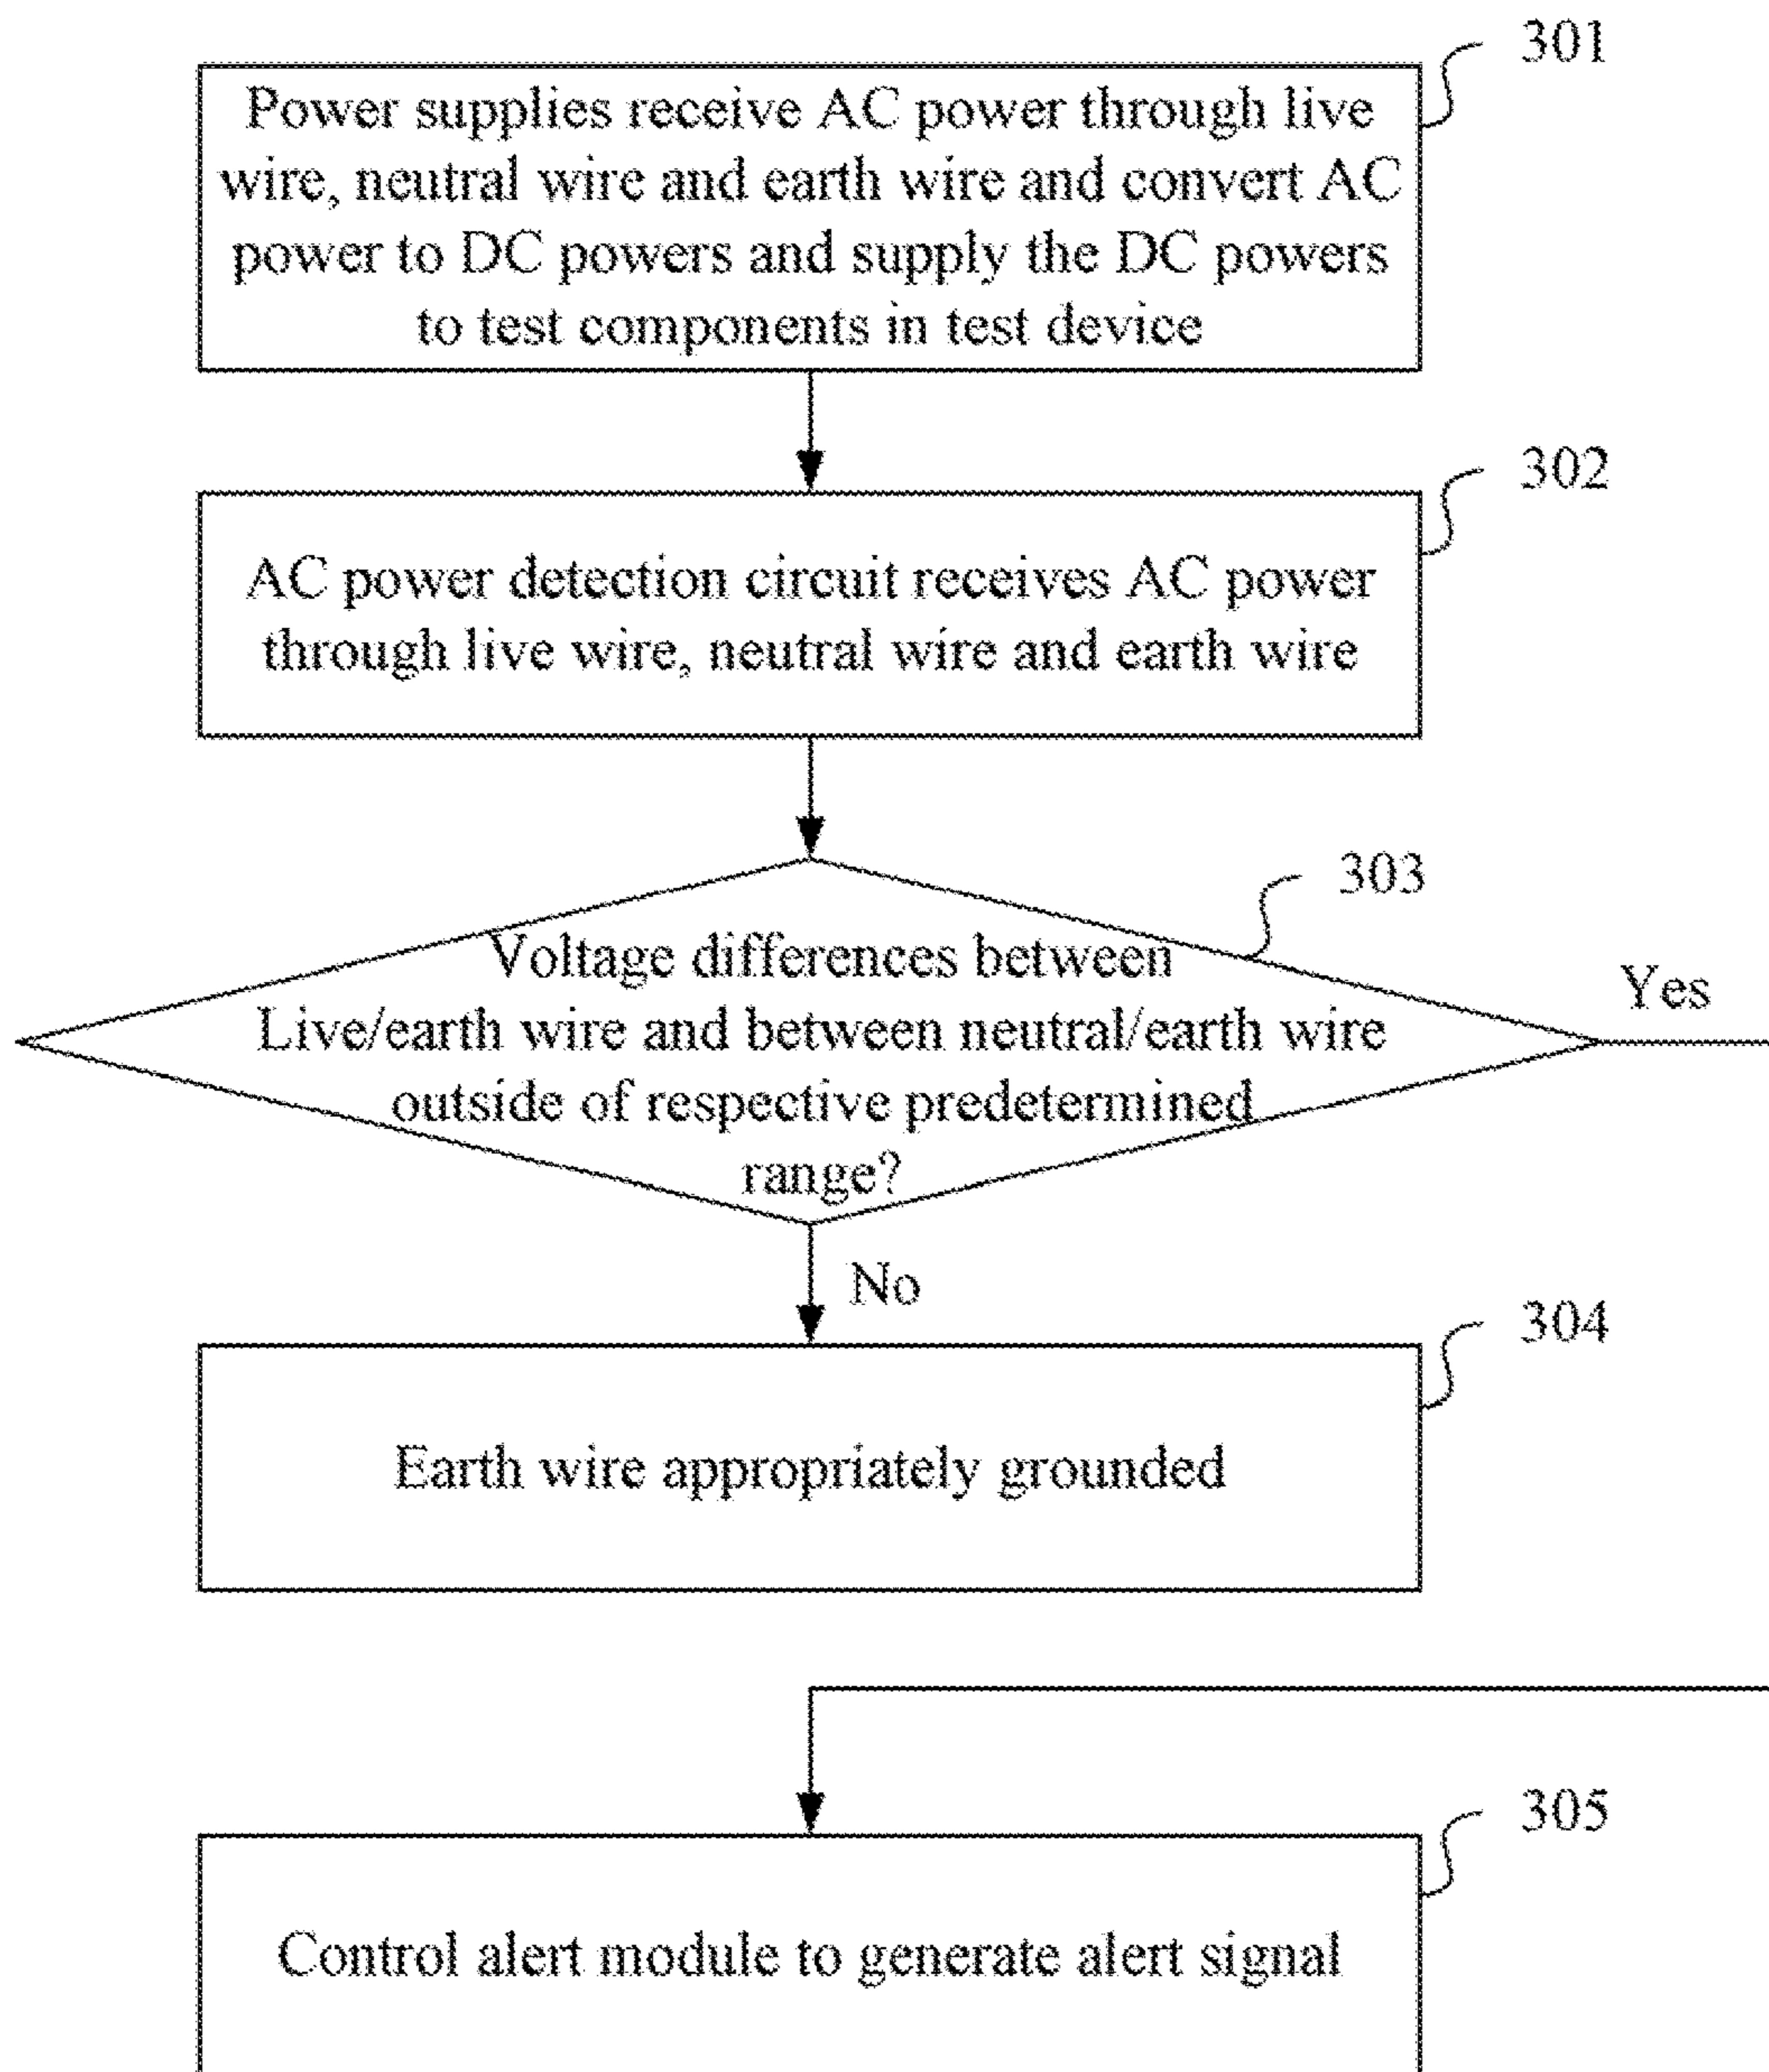 301
Power supplies receive AC power through live
wire, neutral wire and earth wire and convert AC
power to DC powers and supply the DC powers
to test components in test device
302
AC power detection circuit receives AC power
through live wire, neutral wire and earth wire
303
Voltage differences between
Live/earth wire and between neutral/earth wire
outside of respective predetermined
range?
Yes
No
304
Earth wire appropriately grounded
305
Control alert module to generate alert signal